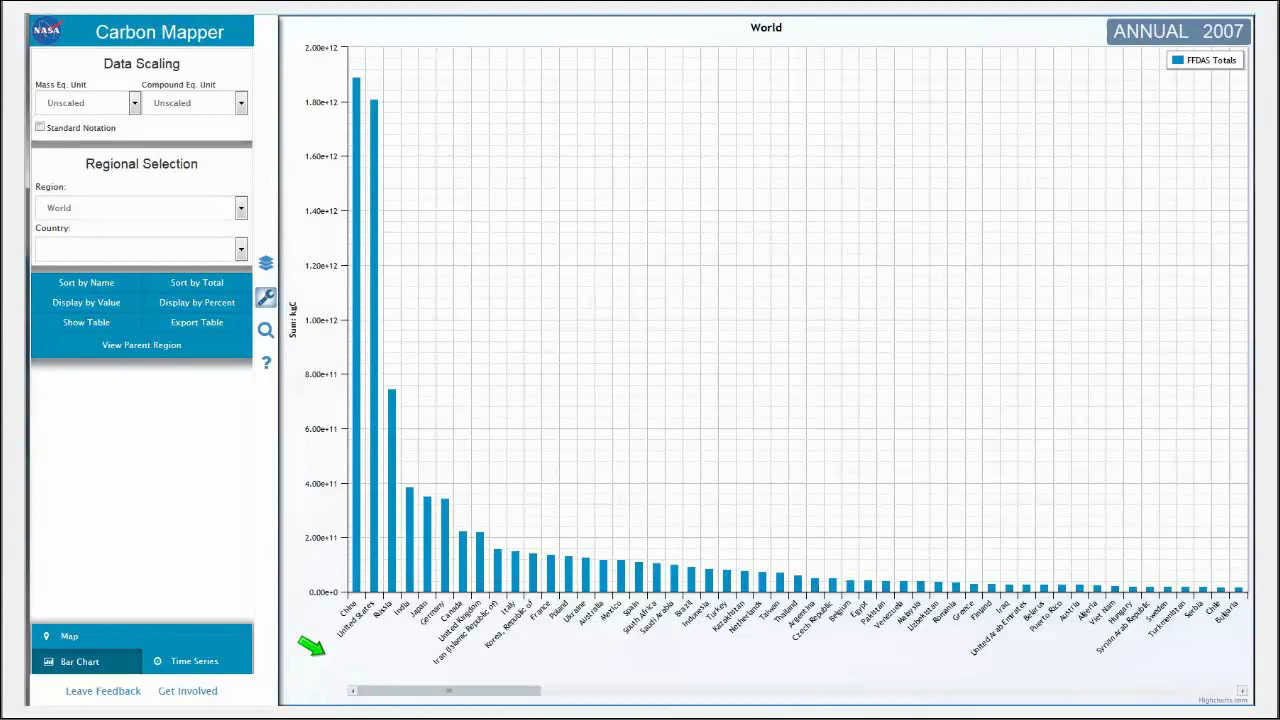 NASA
Carbon Mapper
Data Scaling
Mass Eq. Unit Compound Eq. Unit
Unscaled Unscaled
Standard Notation
Regional Selection
Region:
World
Country:
Sort by Name Sort by Total
Display by Value Display by Percent
Show Table Export Table
View Parent Region
?
Map
Bar Chart Time Series
Leave Feedback Get Involved
World
ANNUAL 2007
FFDAS Totals
Sum: kgC
2.00e+12
1.80e+12
1.60e+12
1.40e+12
1.20e+12
1.00e+12
8.00e+11
6.00e+11
4.00e+11
2.00e+11
0.00e+0
China
United States
Russia
India
Japan
Germany
Canada
United Kingdom
Iran (Islamic Republic of)
Italy
Korea, Republic of
France
Poland
Ukraine
Australia
Mexico
Spain
South Africa
Saudi Arabia
Brazil
Indonesia
Turkey
Kazakhstan
Netherlands
Taiwan
Thailand
Argentina
Czech Republic
Belgium
Egypt
Pakistan
Venezuela
Malaysia
Uzbekistan
Romania
Greece
Finland
Iraq
United Arab Emirates
Belarus
Puerto Rico
Austria
Algeria
Viet Nam
Hungary
Syrian Arab Republic
Sweden
Turkmenistan
Serbia
Chile
Bulgaria
Highcharts.com